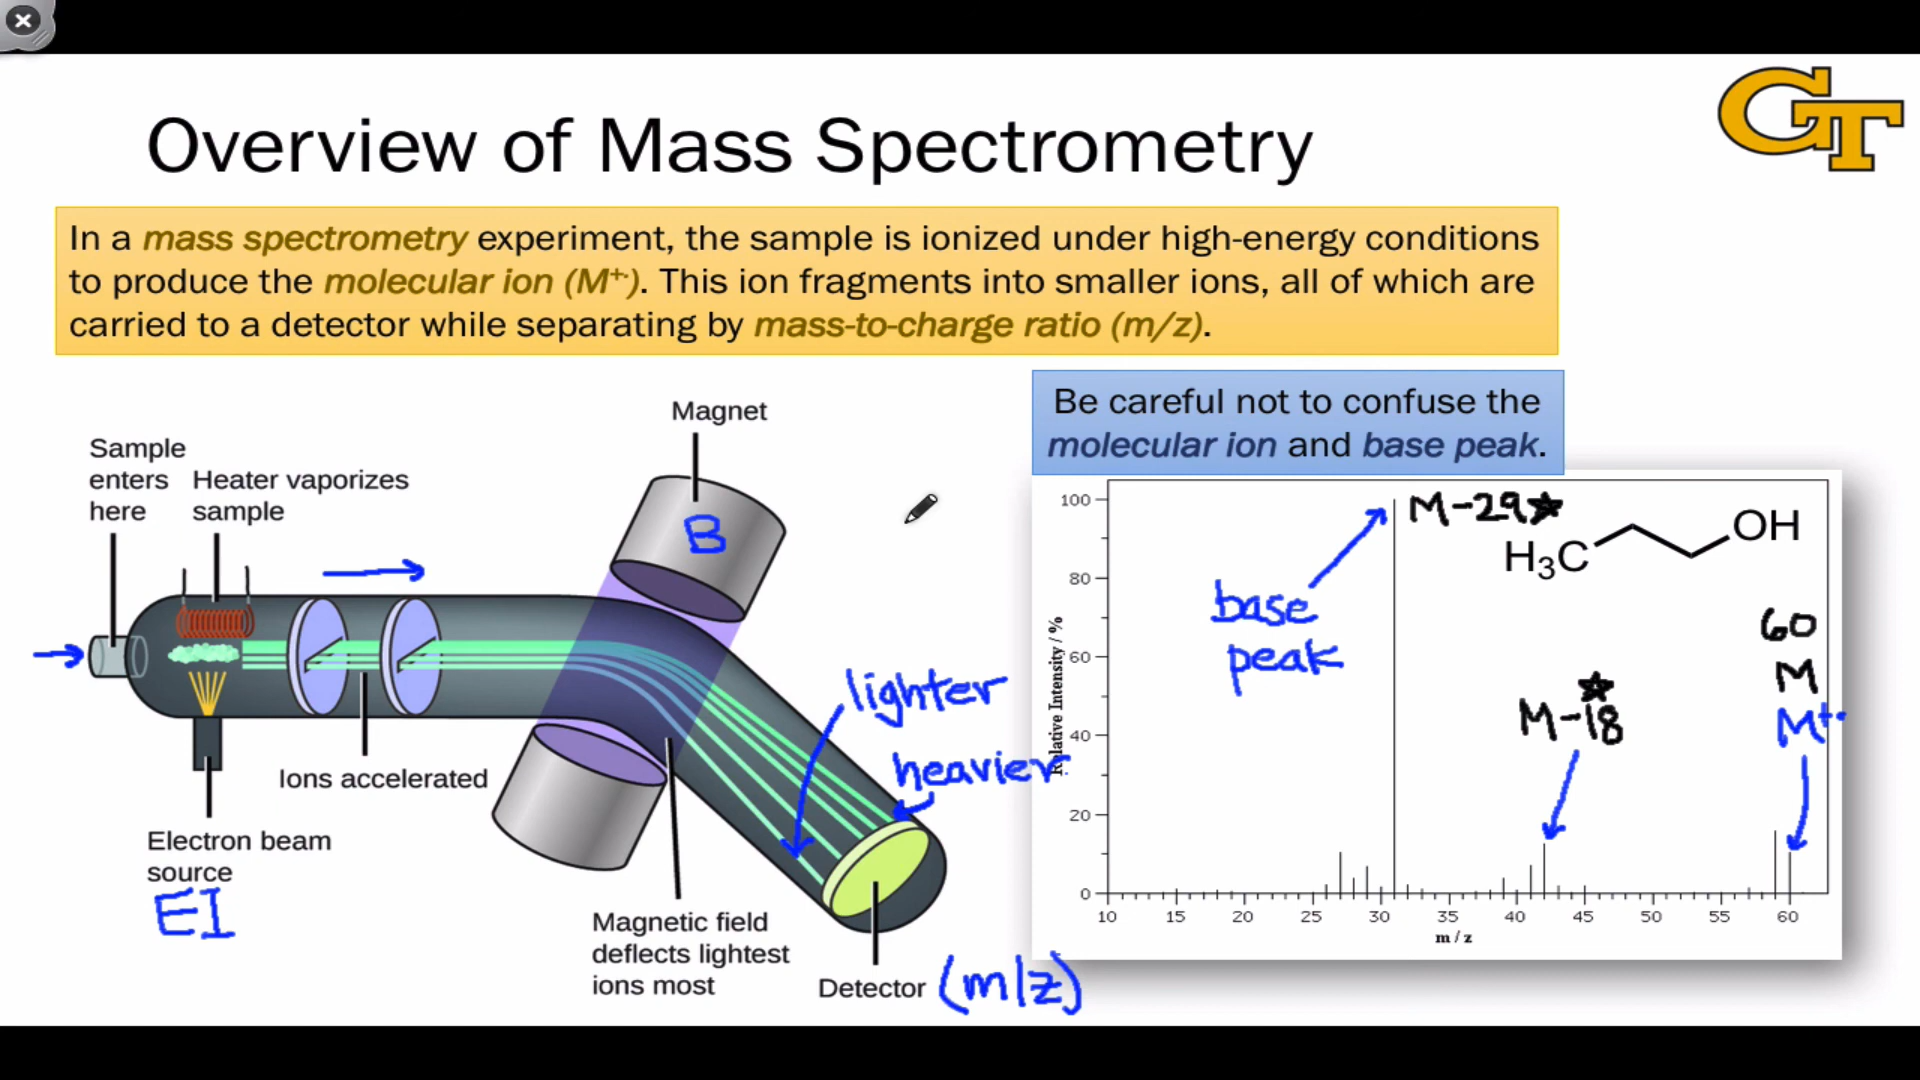 GT
Overview of Mass Spectrometry
In a mass spectrometry experiment, the sample is ionized under high-energy conditions
to produce the molecular ion (M⁺·). This ion fragments into smaller ions, all of which are
carried to a detector while separating by mass-to-charge ratio (m/z).
Be careful not to confuse the
molecular ion and base peak.
Magnet
B
Sample
enters
here
Heater vaporizes
sample
Ions accelerated
Electron beam
source
EI
lighter
heavier
Magnetic field
deflects lightest
ions most
Detector (m/z)
Relative Intensity / %
100
80
60
40
20
0
M-29☆
H₃C OH
base
peak
M-18
☆
60
M
M⁺·
10 15 20 25 30 35 40 45 50 55 60
m / z